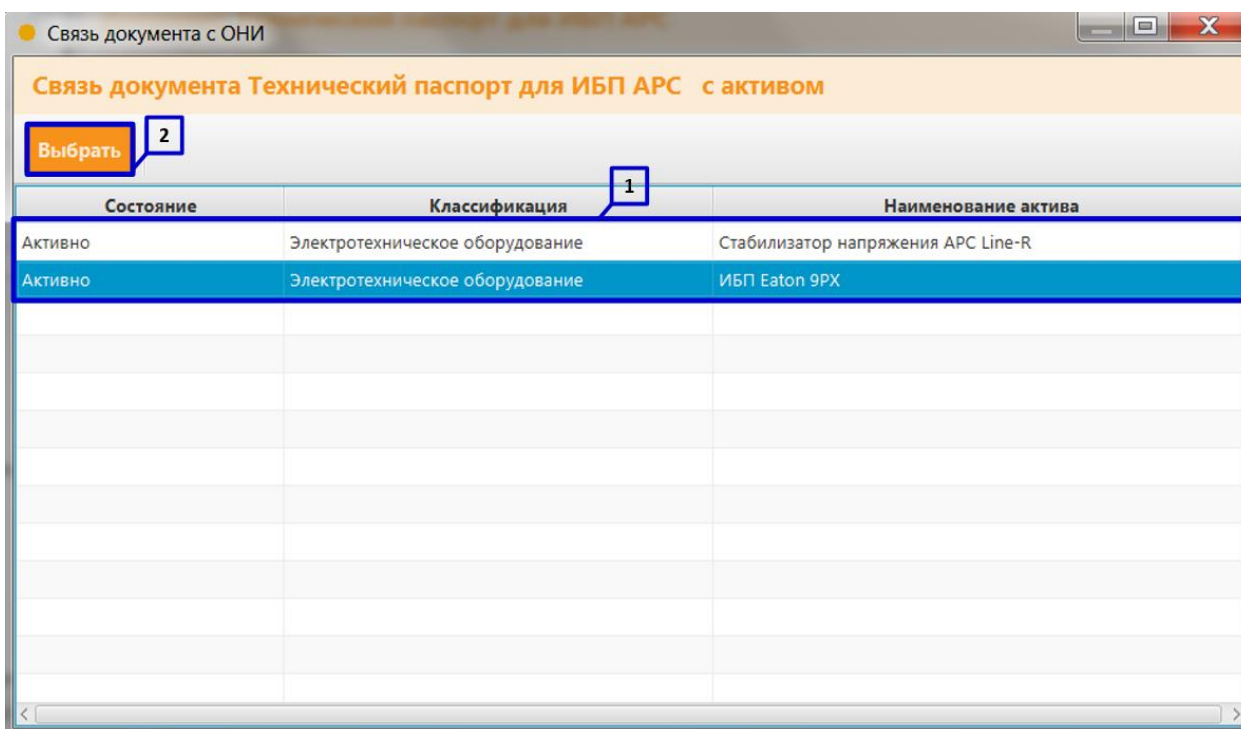 Связь документа с ОНИ
Связь документа Технический паспорт для ИБП АРС с активом
Выбрать 2
1
Состояние Классификация Наименование актива
Активно Электротехническое оборудование Стабилизатор напряжения APC Line-R
Активно Электротехническое оборудование ИБП Eaton 9PX